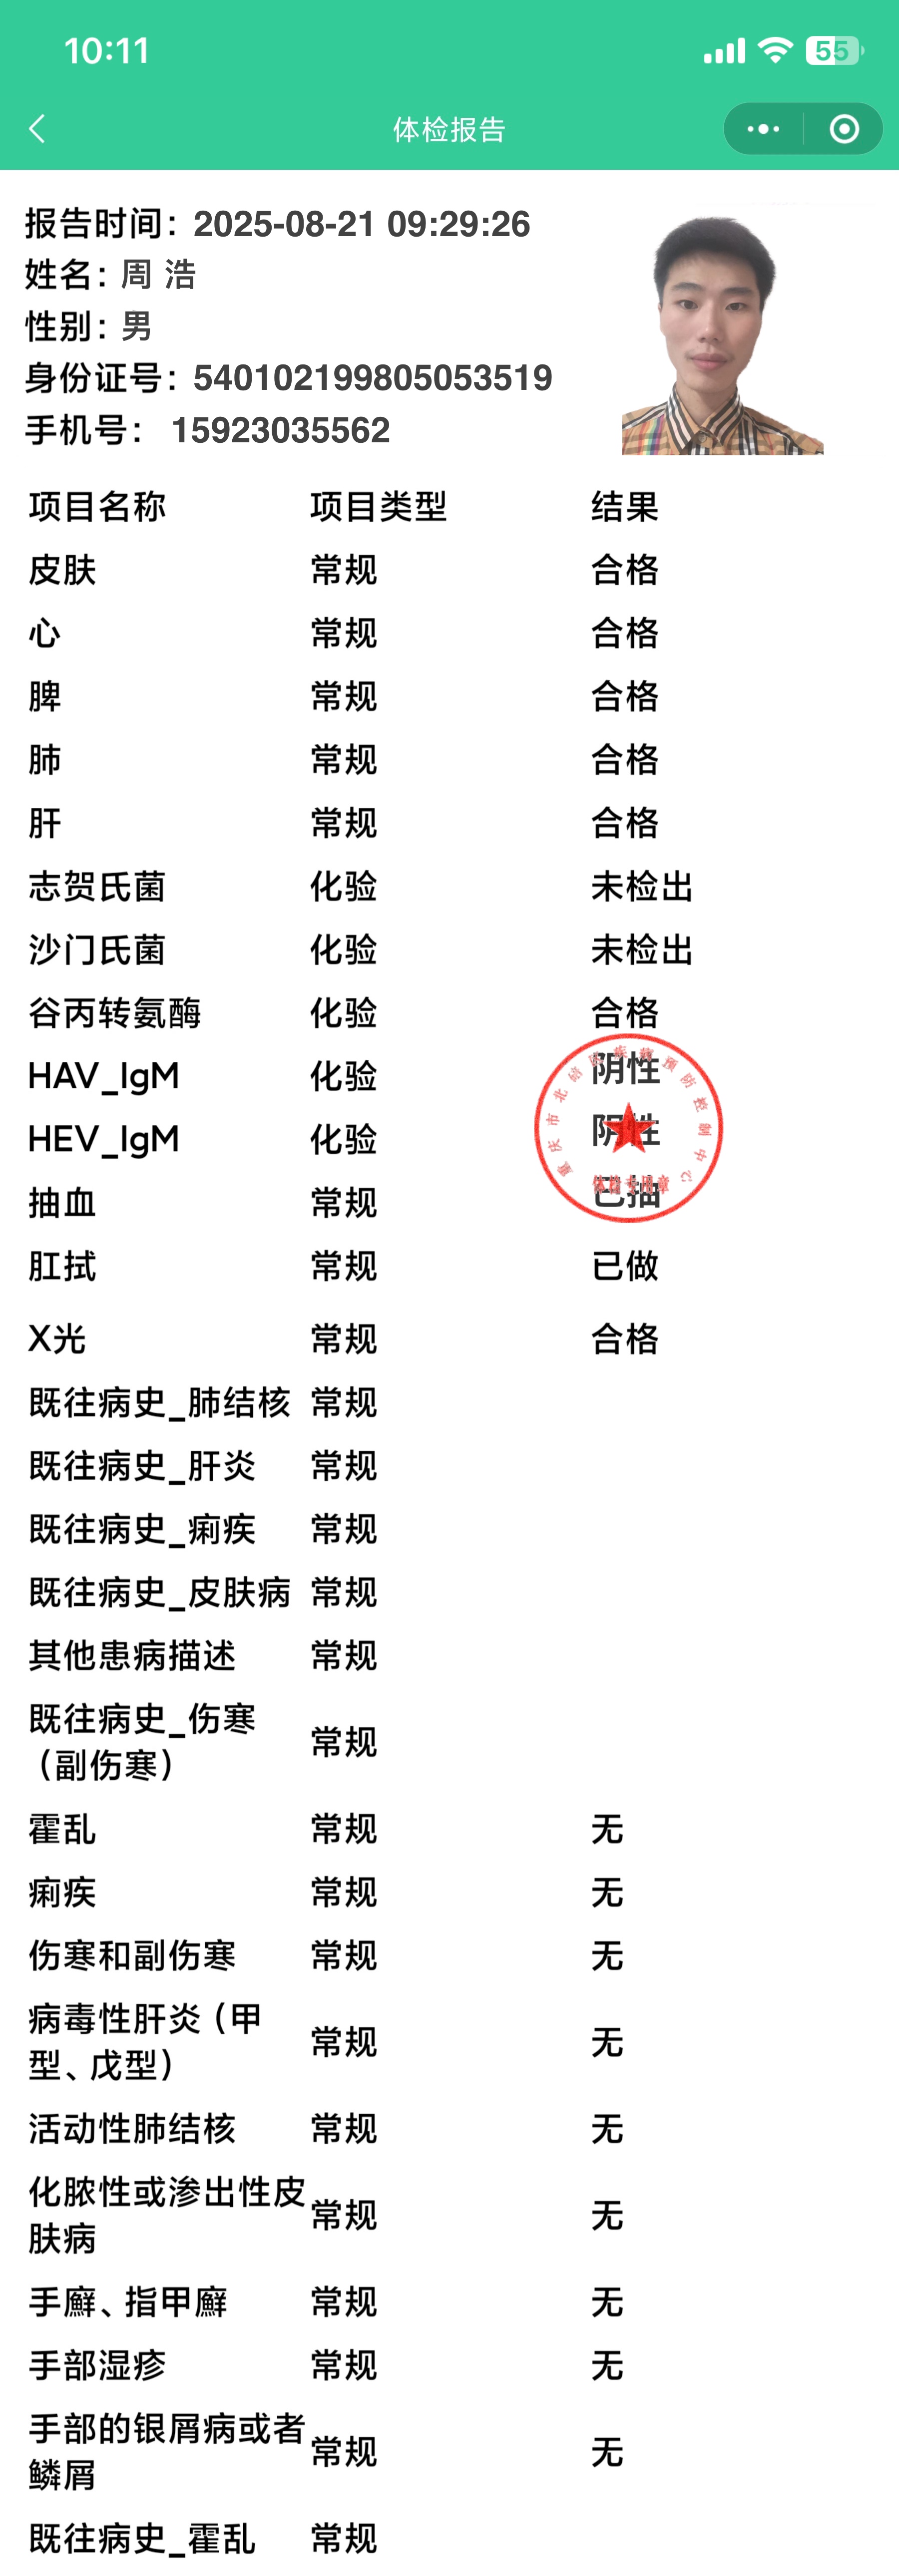 10:11
55
体检报告
报告时间：2025-08-21 09:29:26
姓名：周 浩
性别：男
身份证号：540102199805053519
手机号： 15923035562
项目名称 项目类型 结果
皮肤 常规 合格
心 常规 合格
脾 常规 合格
肺 常规 合格
肝 常规 合格
志贺氏菌 化验 未检出
沙门氏菌 化验 未检出
谷丙转氨酶 化验 合格
HAV_IgM 化验 阴性
HEV_IgM 化验 阴性
抽血 常规 已抽
重庆市北碚区疾病预防控制中心
体检专用章
肛拭 常规 已做
X光 常规 合格
既往病史_肺结核 常规
既往病史_肝炎 常规
既往病史_痢疾 常规
既往病史_皮肤病 常规
其他患病描述 常规
既往病史_伤寒
（副伤寒） 常规
霍乱 常规 无
痢疾 常规 无
伤寒和副伤寒 常规 无
病毒性肝炎（甲
型、戊型） 常规 无
活动性肺结核 常规 无
化脓性或渗出性皮
肤病 常规 无
手廯、指甲廯 常规 无
手部湿疹 常规 无
手部的银屑病或者
鳞屑 常规 无
既往病史_霍乱 常规